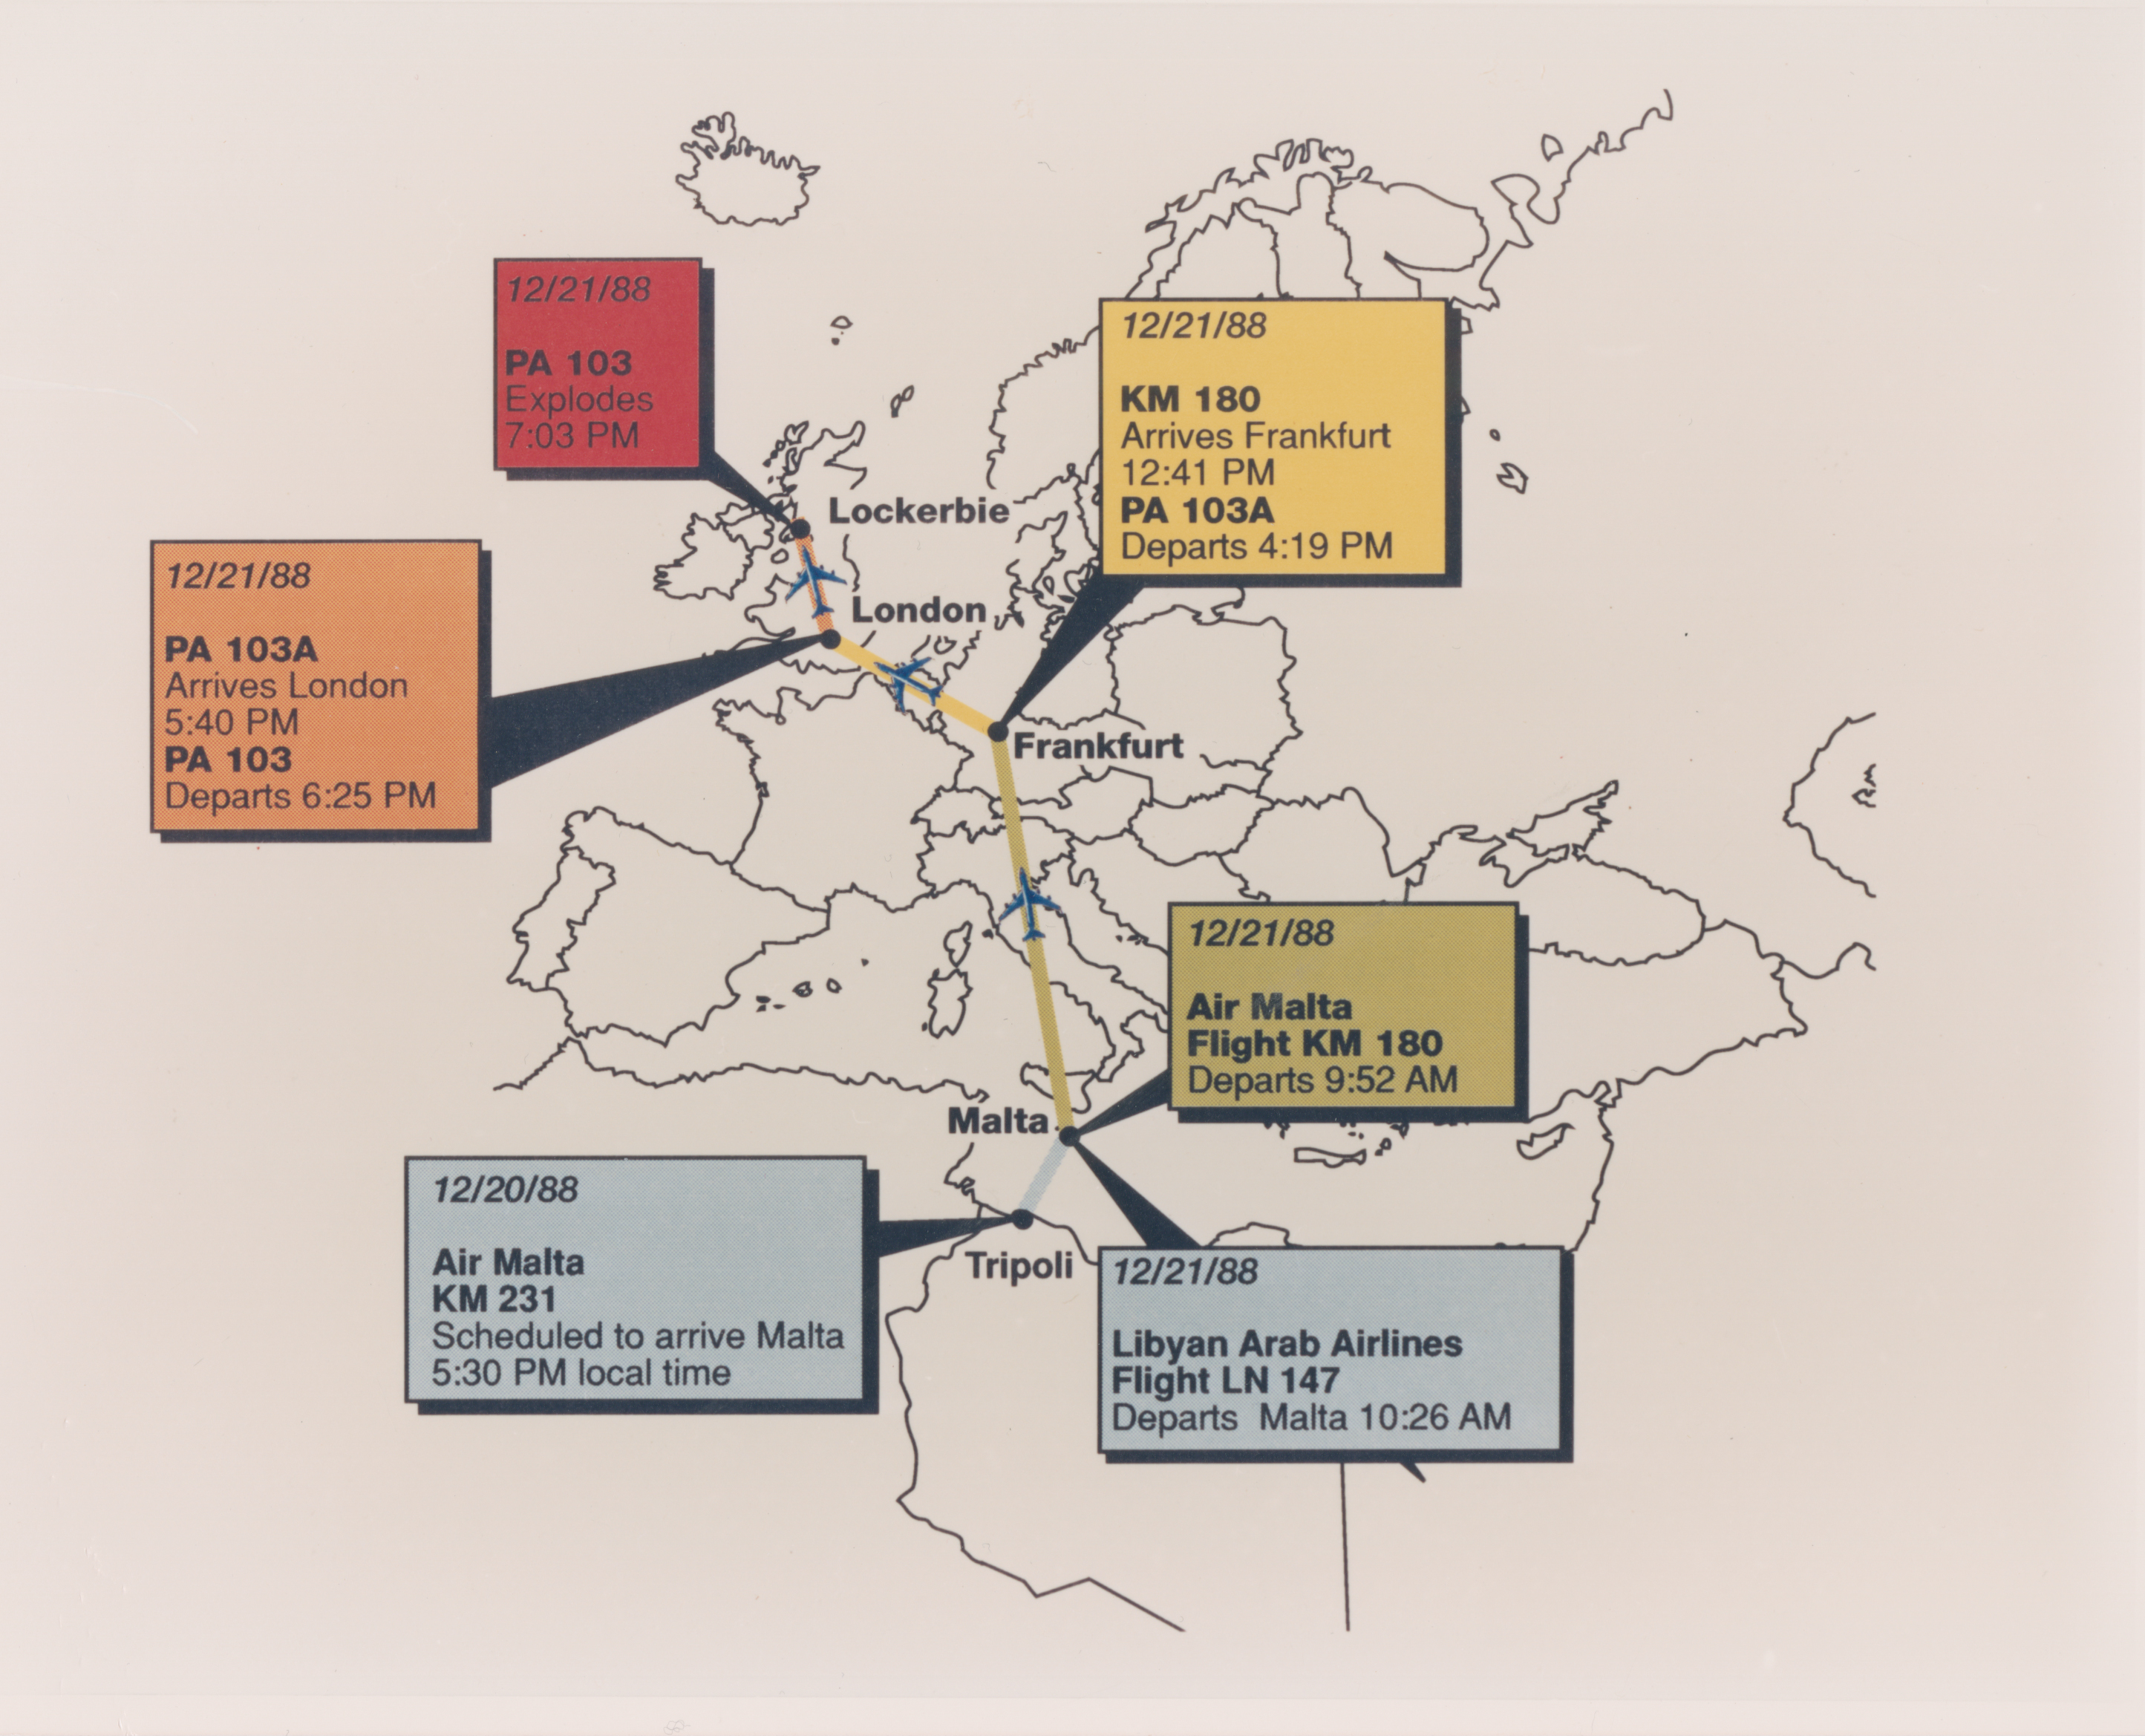 12/21/88
PA 103
Explodes
7:03 PM
12/21/88
KM 180
Arrives Frankfurt
12:41 PM
PA 103A
Departs 4:19 PM
Lockerbie
12/21/88
PA 103A
Arrives London
5:40 PM
PA 103
Departs 6:25 PM
London
Frankfurt
12/21/88
Air Malta
Flight KM 180
Departs 9:52 AM
Malta
12/20/88
Air Malta
KM 231
Scheduled to arrive Malta
5:30 PM local time
Tripoli
12/21/88
Libyan Arab Airlines
Flight LN 147
Departs Malta 10:26 AM